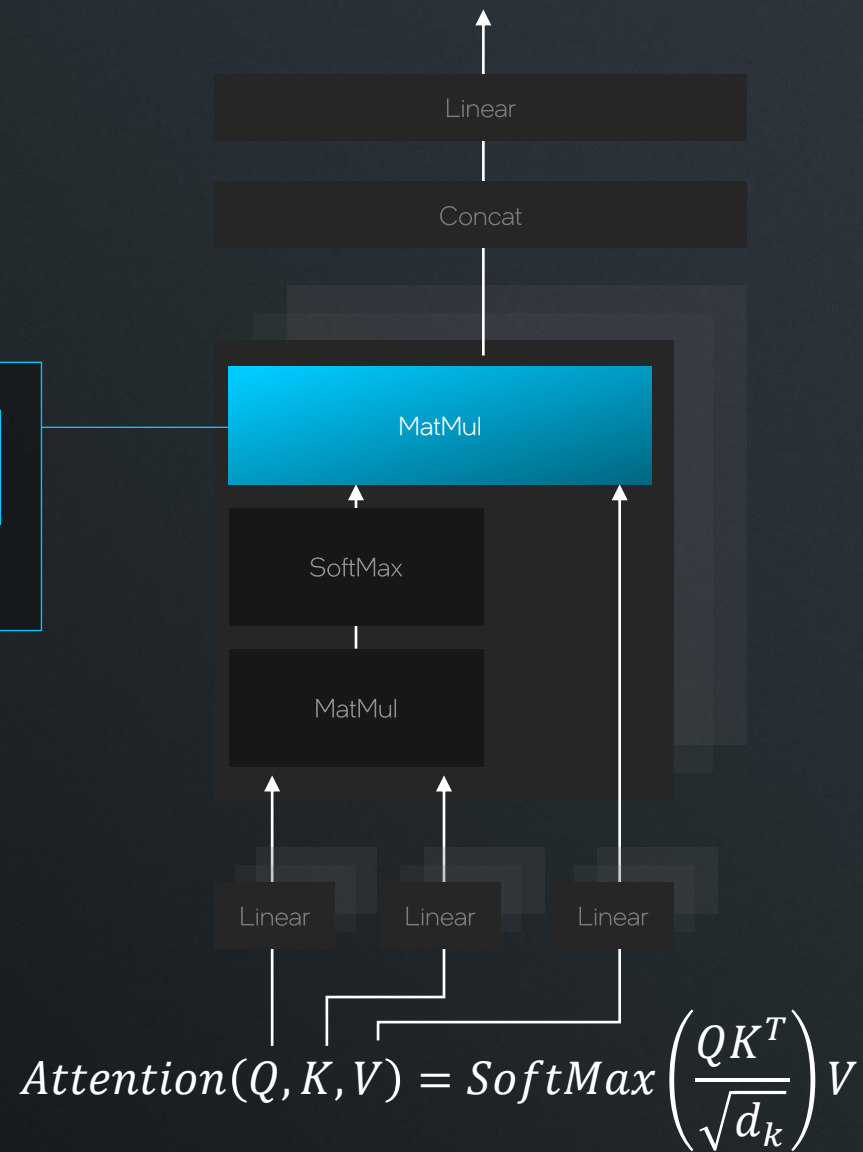 Linear
Concat
MatMul
SoftMax
MatMul
Linear Linear Linear
Attention(Q, K, V) = SoftMax(QK^T / √d_k)V